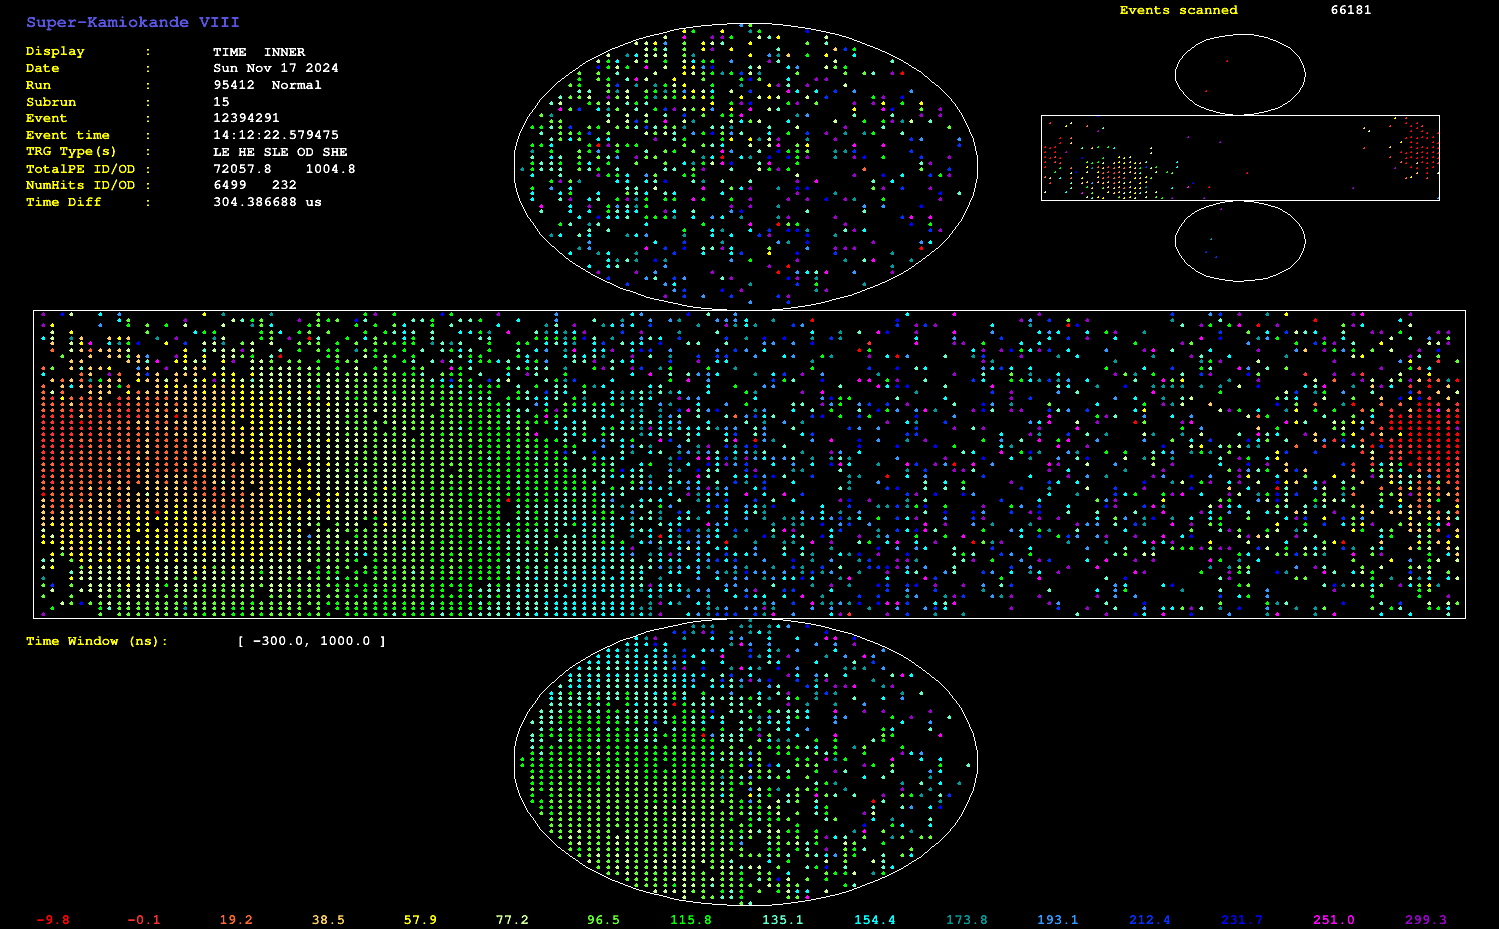 Super-Kamiokande VIII
Events scanned 66181
Display : TIME INNER
Date : Sun Nov 17 2024
Run : 95412 Normal
Subrun : 15
Event : 12394291
Event time : 14:12:22.579475
TRG Type(s) : LE HE SLE OD SHE
TotalPE ID/OD : 72057.8 1004.8
NumHits ID/OD : 6499 232
Time Diff : 304.386688 us
Time Window (ns): [ -300.0, 1000.0 ]
-9.8 -0.1 19.2 38.5 57.9 77.2 96.5 115.8 135.1 154.4 173.8 193.1 212.4 231.7 251.0 299.3